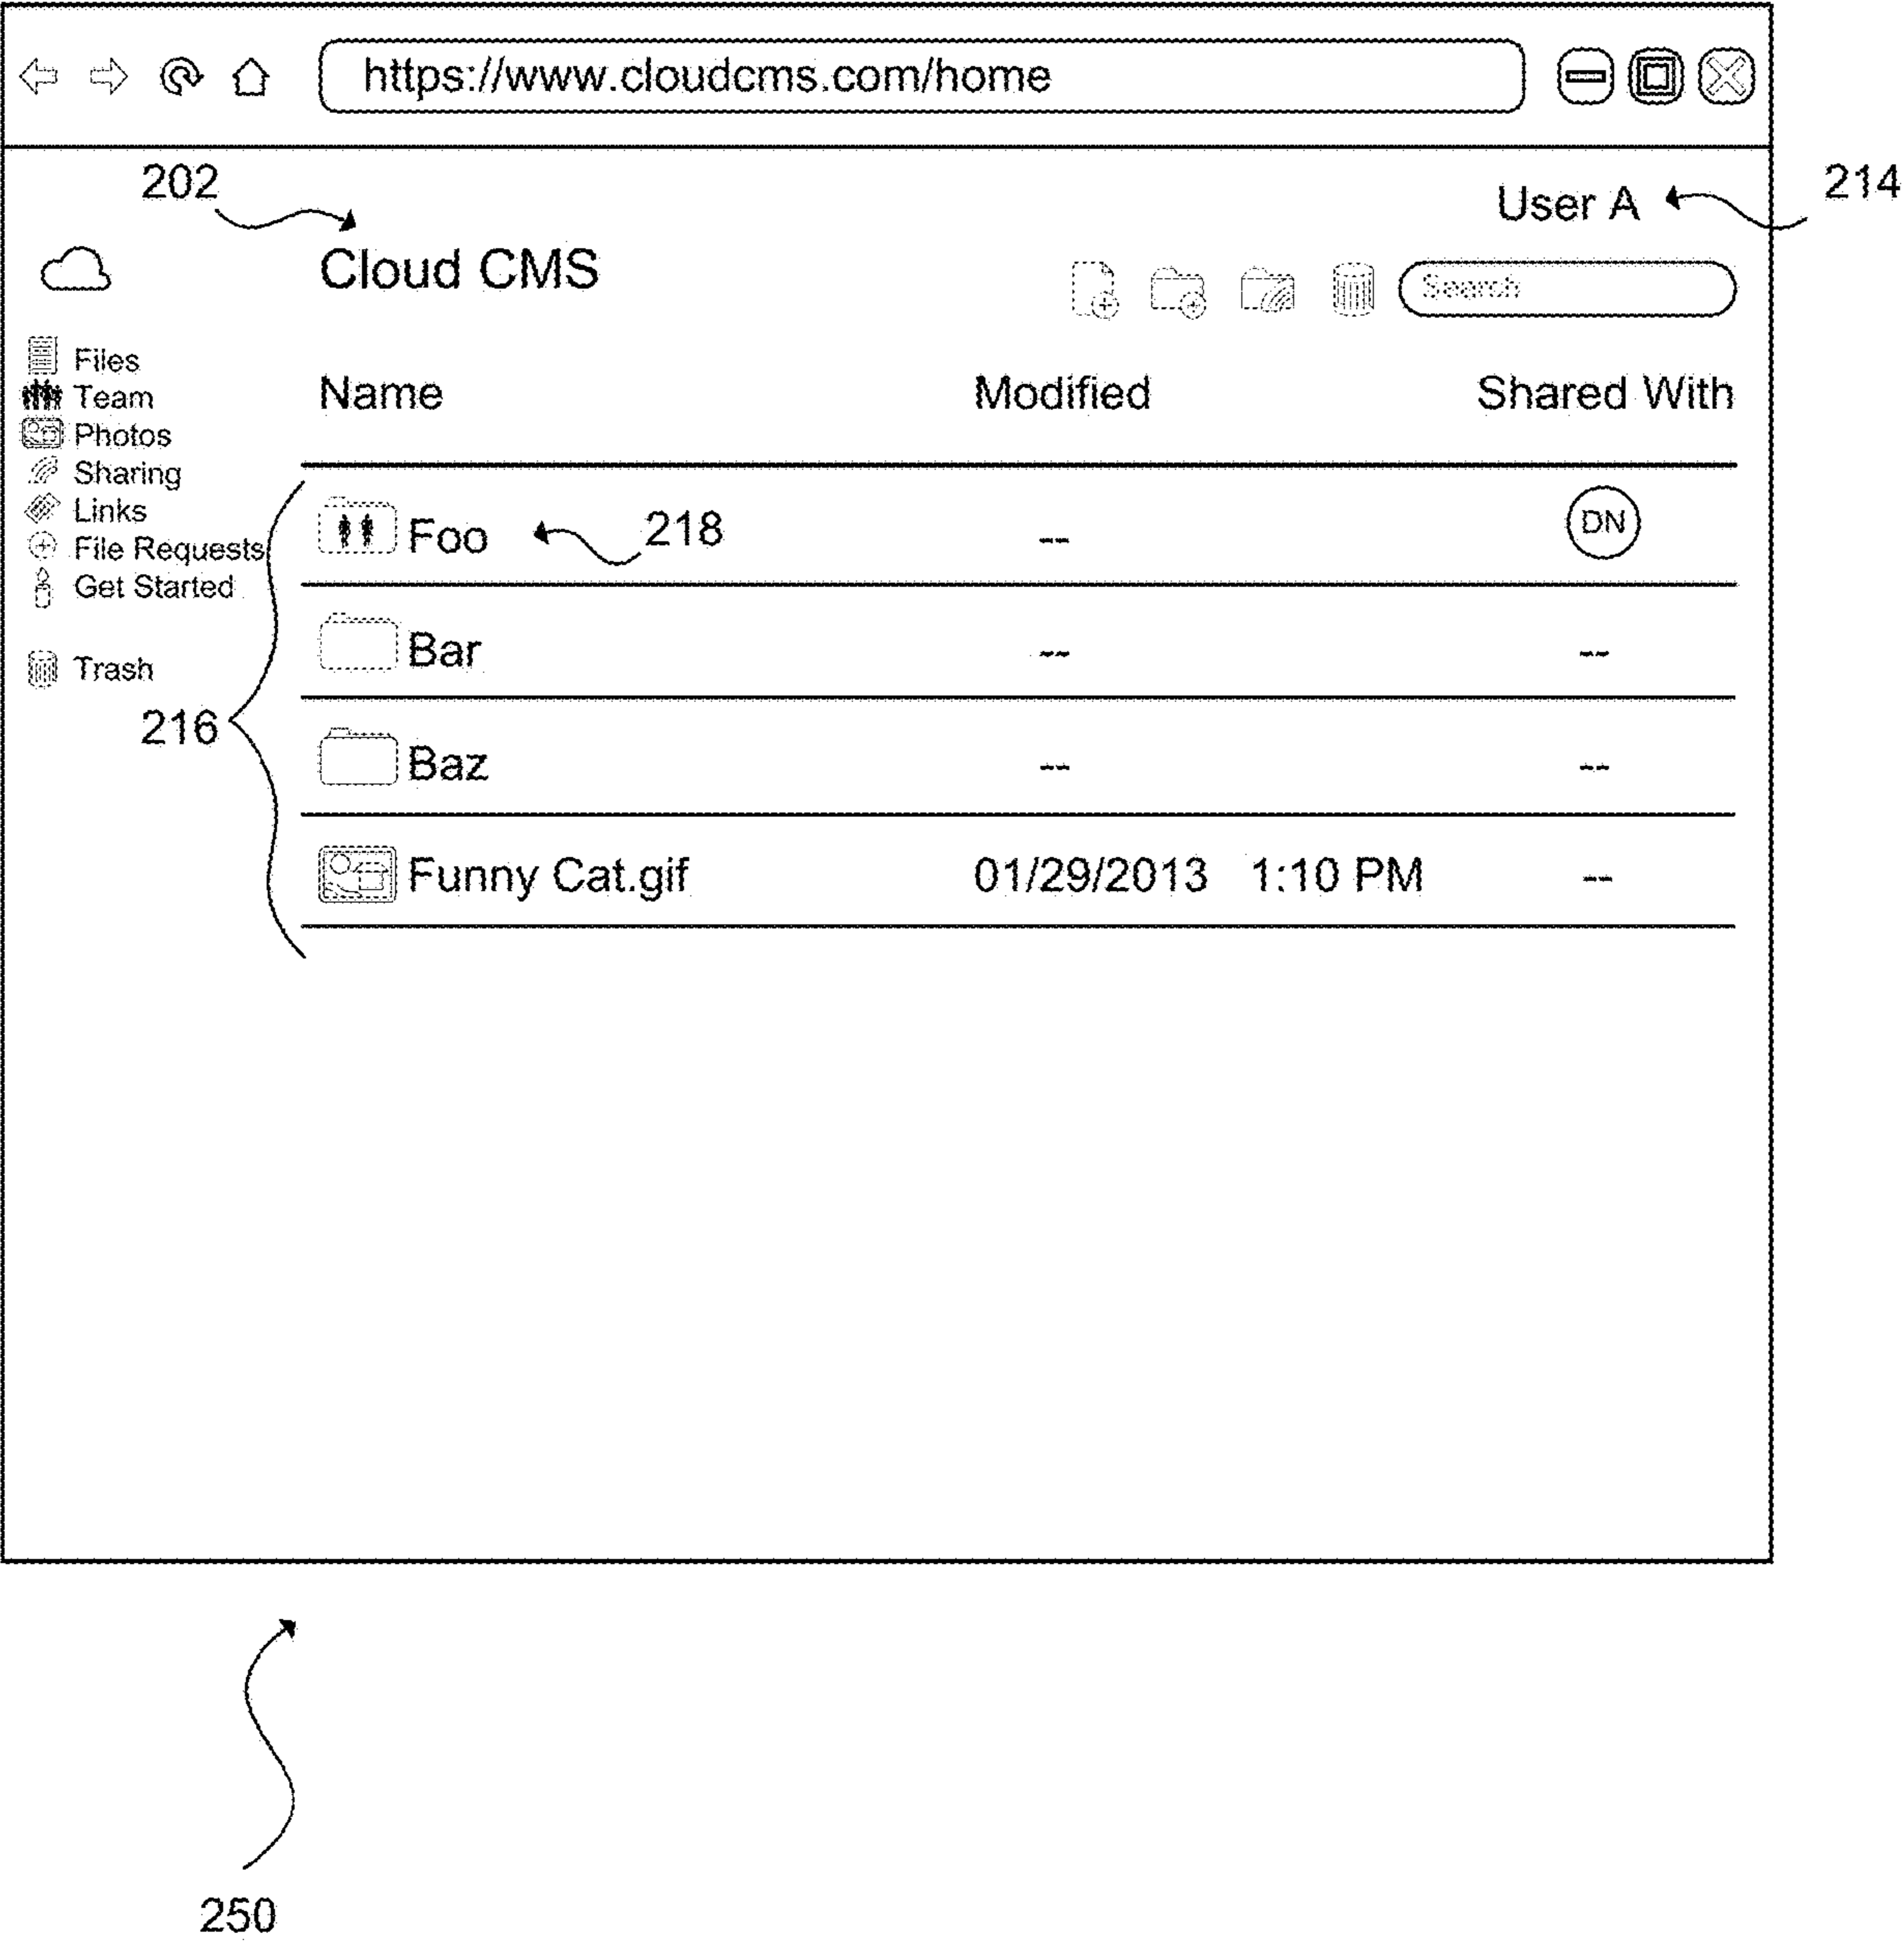 https://www.cloudcms.com/home
202
User A
214
Cloud CMS
Search
Files
Team
Photos
Sharing
Links
File Requests
Get Started
Trash
Name Modified Shared With
Foo 218 -- DN
Bar -- --
216
Baz -- --
Funny Cat.gif 01/29/2013 1:10 PM --
250